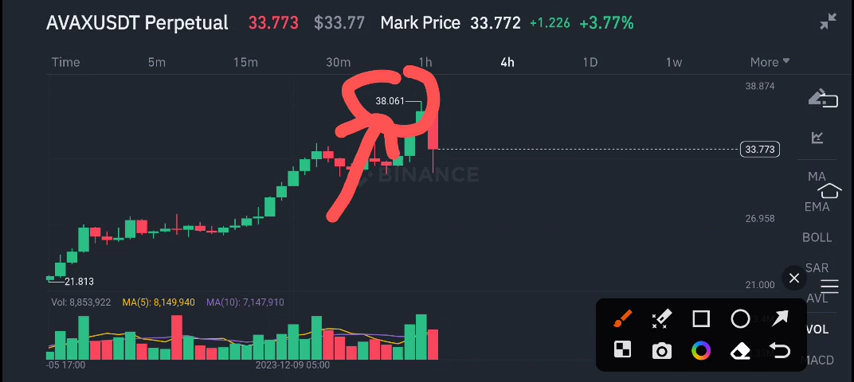 AVAXUSDT Perpetual 33.773 $33.77 Mark Price 33.772 +1.226 +3.77%
Time 5m 15m 30m 1h 4h 1D 1w More
38.874
38.061
33.773
BINANCE
MA
EMA
26.958
BOLL
SAR
21.813
21.000
AVL
Vol: 8,853,922 MA(5): 8,149,940 MA(10): 7,147,910
VOL
MACD
-05 17:00 2023-12-09 05:00